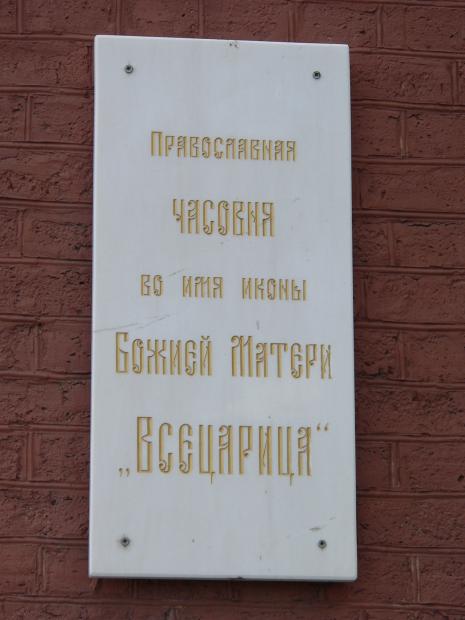 Православная
часовня
во имя иконы
Божией Матери
„Всецарица“